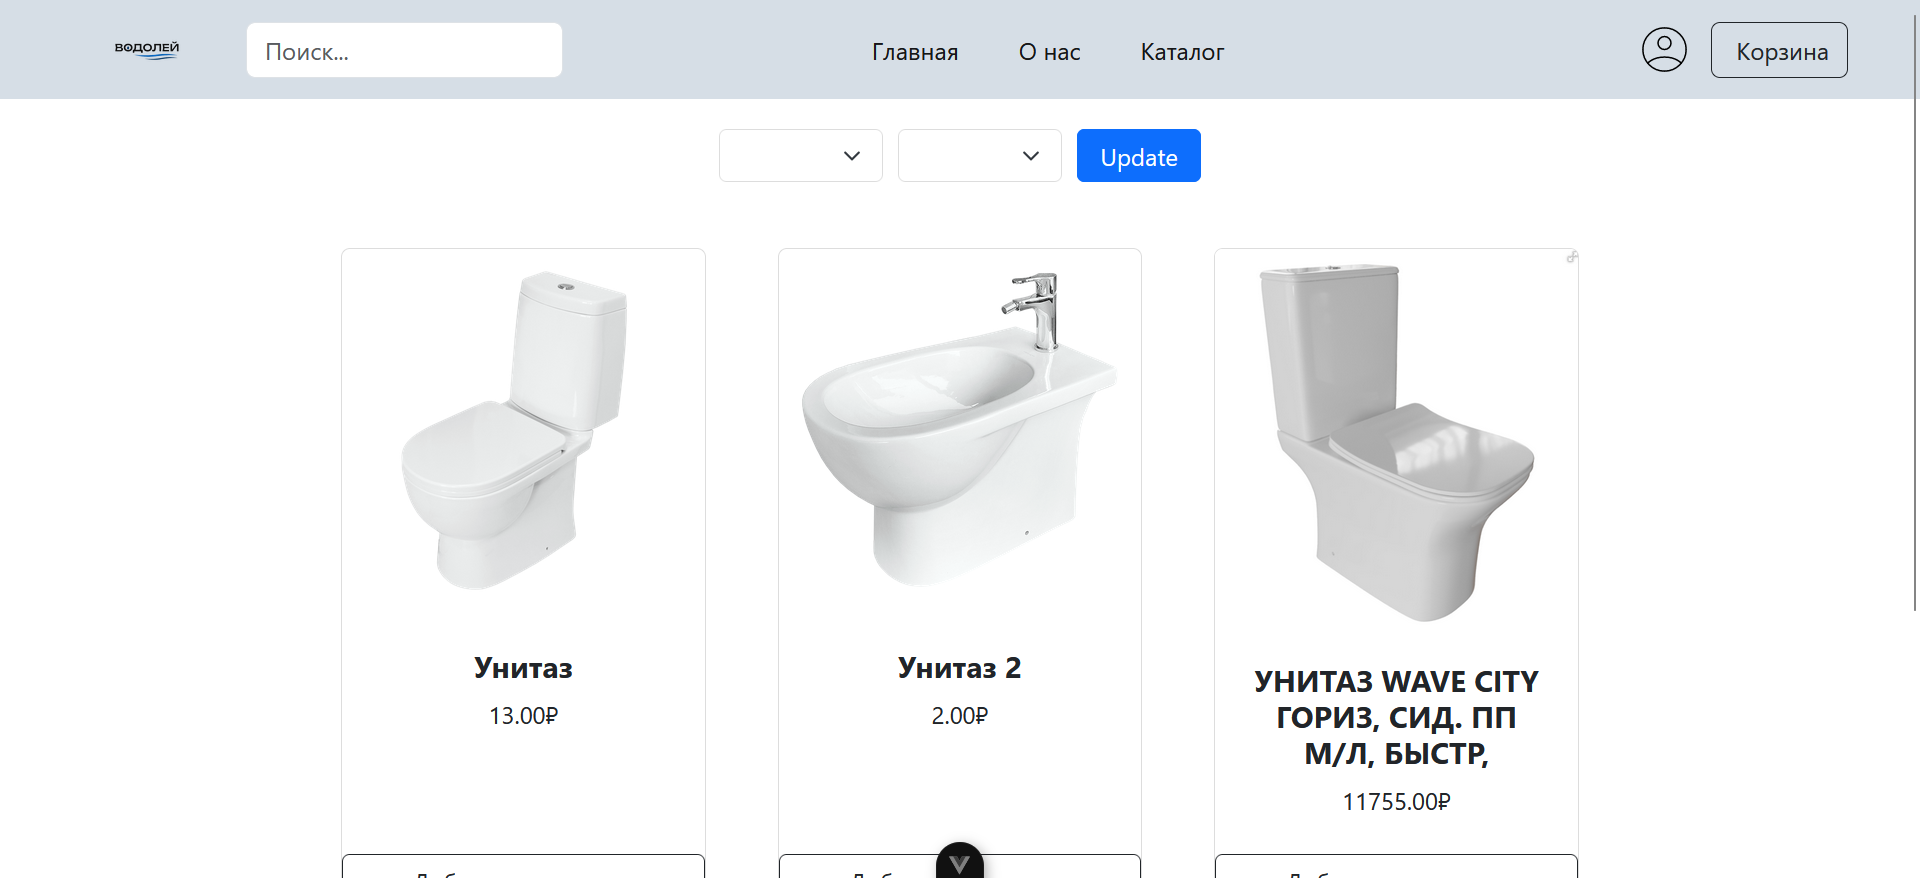 ВОДОЛЕЙ
Поиск...
Главная
О нас
Каталог
Корзина
Update
Унитаз
13.00₽
Унитаз 2
2.00₽
УНИТАЗ WAVE CITY
ГОРИЗ, СИД. ПП
М/Л, БЫСТР,
11755.00₽